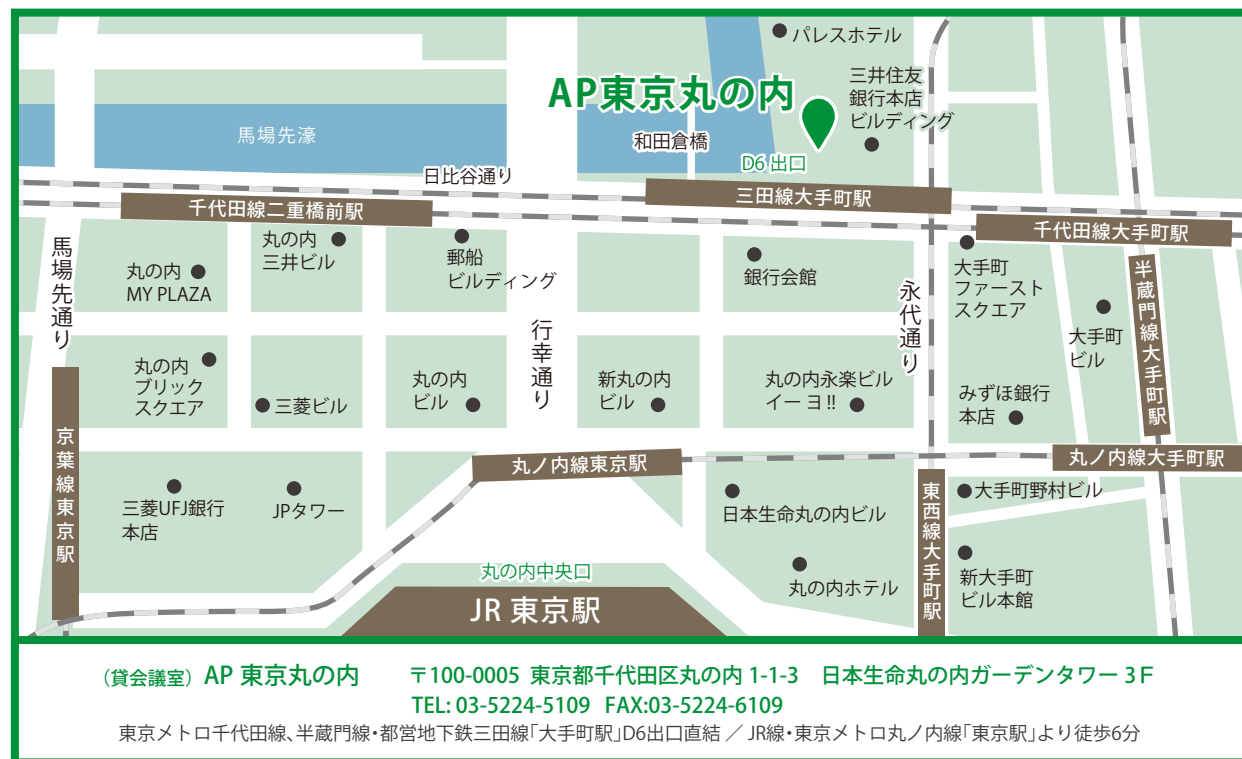 パレスホテル
AP東京丸の内
三井住友
銀行本店
ビルディング
馬場先濠
和田倉橋
D6 出口
日比谷通り
三田線大手町駅
千代田線二重橋前駅
千代田線大手町駅
馬場先通り
丸の内
MY PLAZA
丸の内
三井ビル
郵船
ビルディング
行幸通り
銀行会館
永代通り
大手町
ファースト
スクエア
大手町
ビル
半蔵門線大手町駅
丸の内
ブリック
スクエア
三菱ビル
丸の内
ビル
新丸の内
ビル
丸の内永楽ビル
イーヨ!!
みずほ銀行
本店
京葉線東京駅
丸ノ内線東京駅
丸ノ内線大手町駅
三菱UFJ銀行
本店
JPタワー
日本生命丸の内ビル
東西線大手町駅
大手町野村ビル
丸の内中央口
JR 東京駅
丸の内ホテル
新大手町
ビル本館
（貸会議室）AP 東京丸の内 〒100-0005 東京都千代田区丸の内 1-1-3 日本生命丸の内ガーデンタワー 3F
TEL: 03-5224-5109 FAX:03-5224-6109
東京メトロ千代田線、半蔵門線・都営地下鉄三田線「大手町駅」D6出口直結 ／ JR線・東京メトロ丸ノ内線「東京駅」より徒歩6分